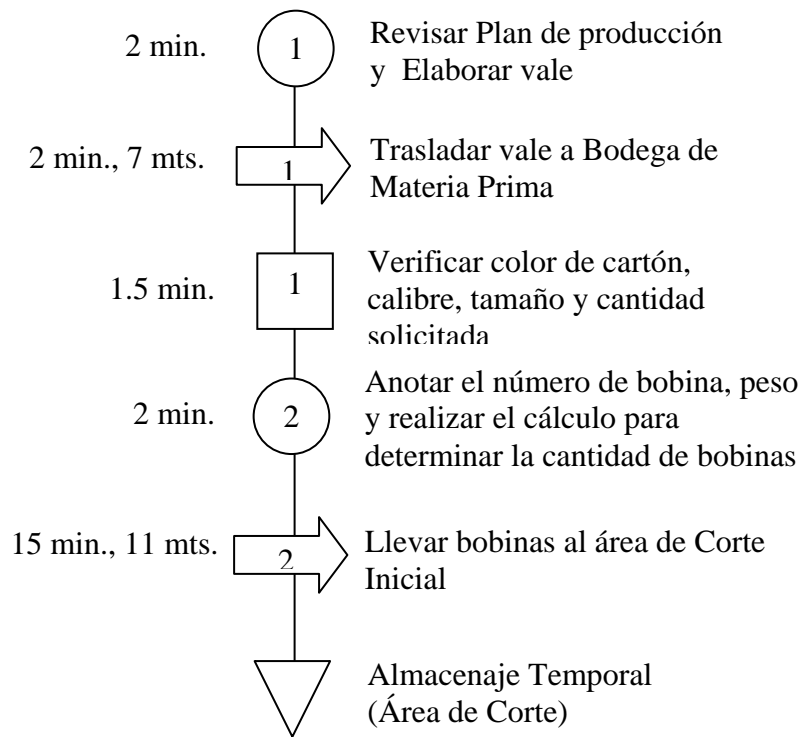 2 min.
1
Revisar Plan de producción
y Elaborar vale
2 min., 7 mts.
1
Trasladar vale a Bodega de
Materia Prima
1.5 min.
1
Verificar color de cartón,
calibre, tamaño y cantidad
solicitada
2 min.
2
Anotar el número de bobina, peso
y realizar el cálculo para
determinar la cantidad de bobinas
15 min., 11 mts.
2
Llevar bobinas al área de Corte
Inicial
Almacenaje Temporal
(Área de Corte)